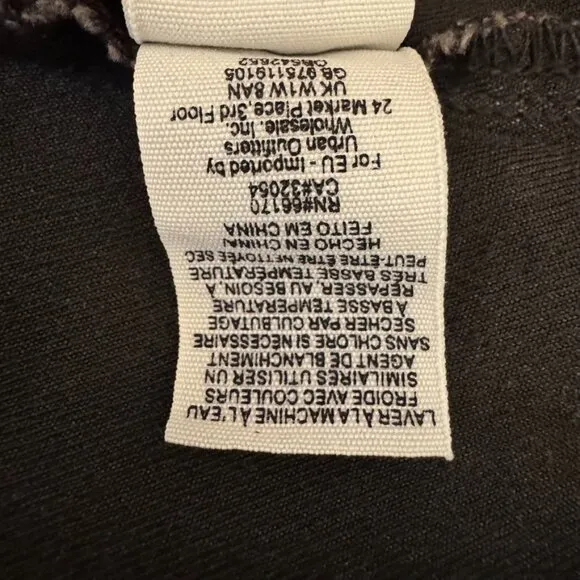 LAVER À LA MACHINE À L'EAU
FROIDE AVEC COULEURS
SIMILAIRES UTILISER UN
AGENT DE BLANCHIMENT
SANS CHLORE SI NÉCESSAIRE
SÉCHER PAR CULBUTAGE
À BASSE TEMPÉRATURE
REPASSER, AU BESOIN, À
TRÈS BASSE TEMPÉRATURE
PEUT-ÊTRE NETTOYÉE SEC
HECHO EN CHINA
FEITO EM CHINA
RN#66170
CA#32054
For EU - Imported by
Urban Outfitters
Wholesale, Inc.
24 Market Place, 3rd Floor
UK W1W 8AN
GB 975119105